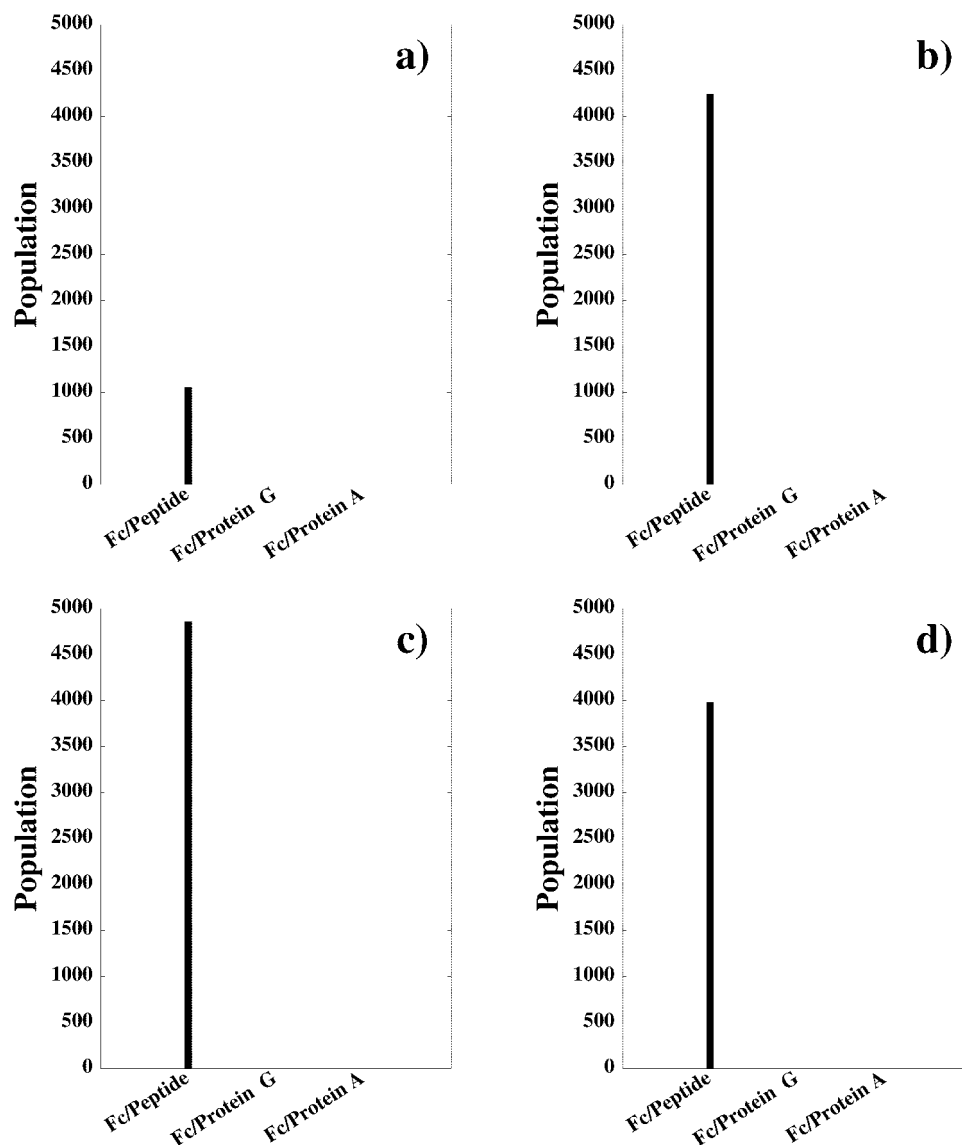 a)
Population
5000
4500
4000
3500
3000
2500
2000
1500
1000
500
0
Fc/Peptide
Fc/Protein G
Fc/Protein A
b)
Population
5000
4500
4000
3500
3000
2500
2000
1500
1000
500
0
Fc/Peptide
Fc/Protein G
Fc/Protein A
c)
Population
5000
4500
4000
3500
3000
2500
2000
1500
1000
500
0
Fc/Peptide
Fc/Protein G
Fc/Protein A
d)
Population
5000
4500
4000
3500
3000
2500
2000
1500
1000
500
0
Fc/Peptide
Fc/Protein G
Fc/Protein A